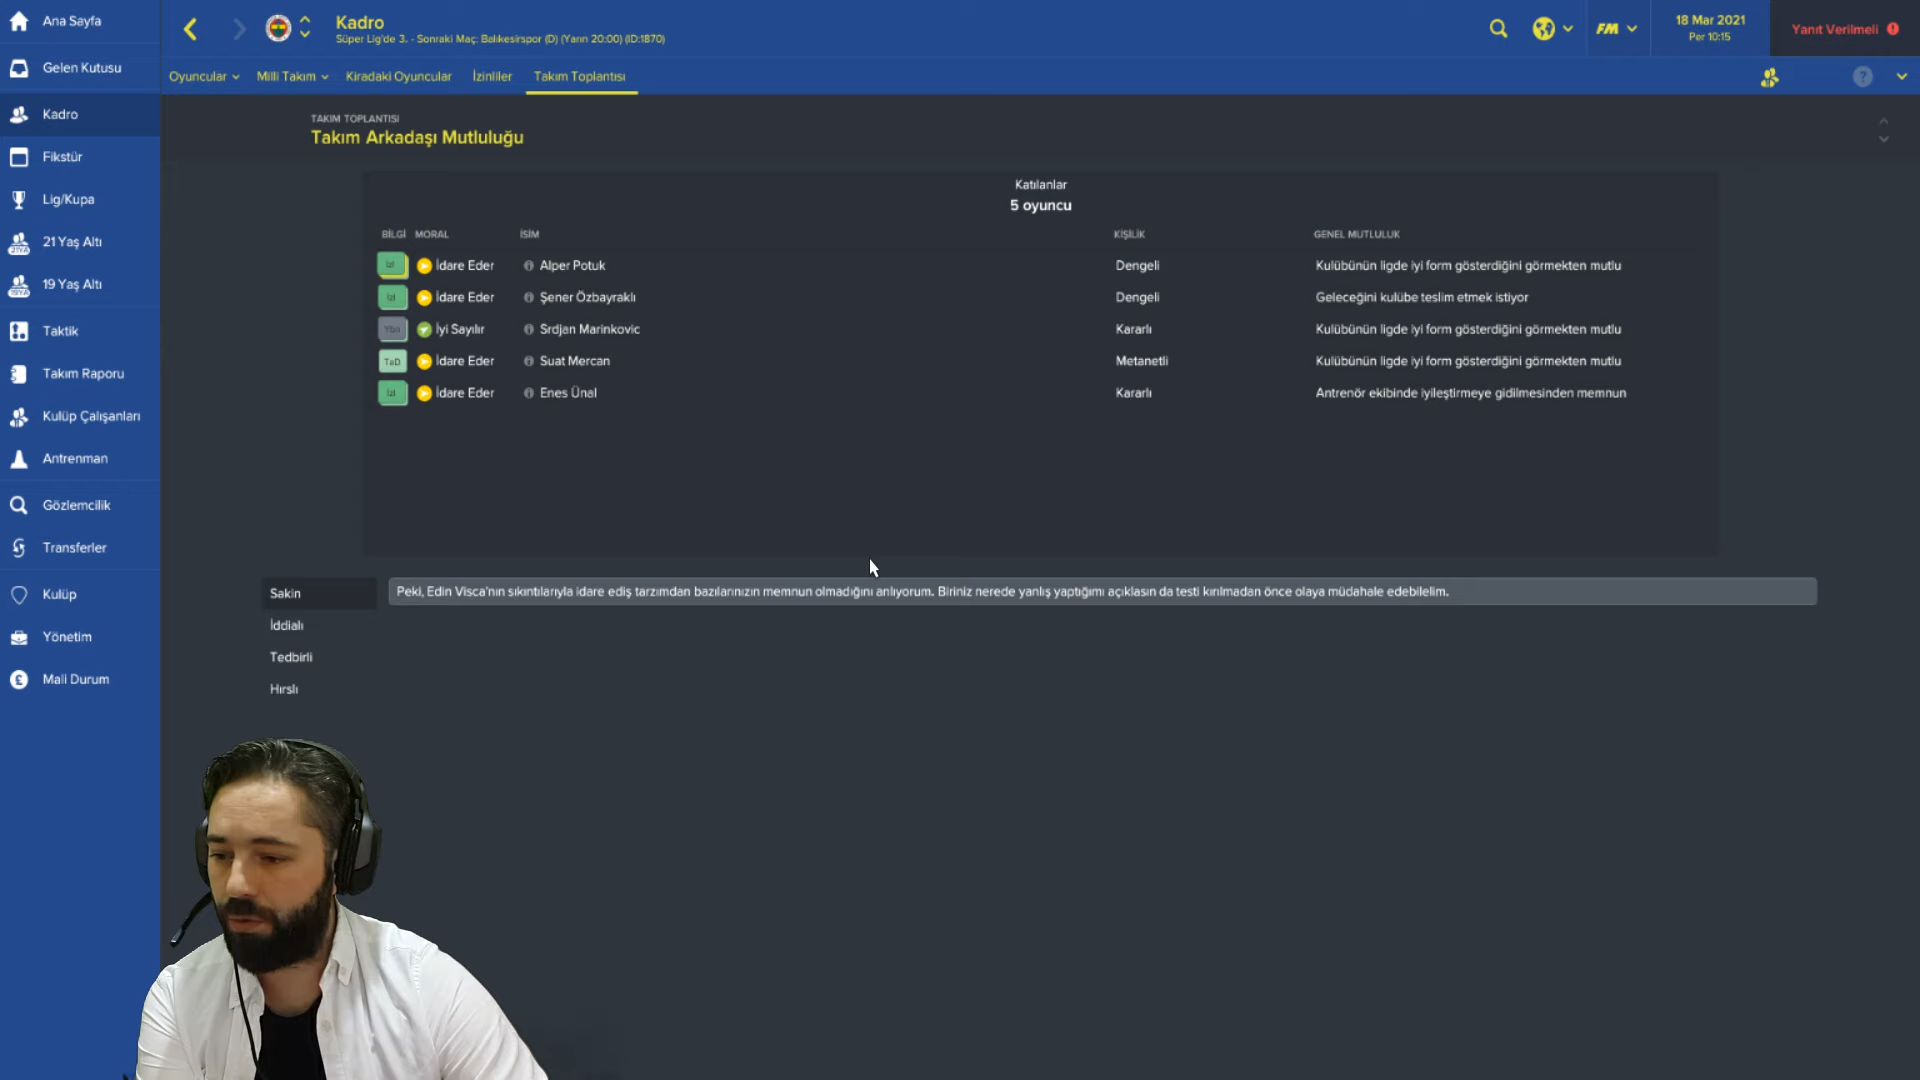 Ana Sayfa
Gelen Kutusu
Kadro
Fikstür
Lig/Kupa
21 Yaş Altı
19 Yaş Altı
Taktik
Takım Raporu
Kulüp Çalışanları
Antrenman
Gözlemcilik
Transferler
Kulüp
Yönetim
Mali Durum
Kadro
Süper Lig'de 3. - Sonraki Maç: Balıkesirspor (D) (Yarın 20:00) (ID:1870)
FM
18 Mar 2021
Per 10:15
Yanıt Verilmeli
Oyuncular
Milli Takım
Kiradaki Oyuncular
İzinliler
Takım Toplantısı
TAKIM TOPLANTISI
Takım Arkadaşı Mutluluğu
Katılanlar
5 oyuncu
BİLGİ MORAL İSİM KİŞİLİK GENEL MUTLULUK
İzl İdare Eder Alper Potuk Dengeli Kulübünün ligde iyi form gösterdiğini görmekten mutlu
İzl İdare Eder Şener Özbayraklı Dengeli Geleceğini kulübe teslim etmek istiyor
Ybn İyi Sayılır Srdjan Marinkovic Kararlı Kulübünün ligde iyi form gösterdiğini görmekten mutlu
TaD İdare Eder Suat Mercan Metanetli Kulübünün ligde iyi form gösterdiğini görmekten mutlu
İzl İdare Eder Enes Ünal Kararlı Antrenör ekibinde iyileştirmeye gidilmesinden memnun
Sakin
Peki, Edin Visca'nın sıkıntılarıyla idare ediş tarzımdan bazılarınızın memnun olmadığını anlıyorum. Biriniz nerede yanlış yaptığımı açıklasın da testi kırılmadan önce olaya müdahale edebilelim.
İddialı
Tedbirli
Hırslı